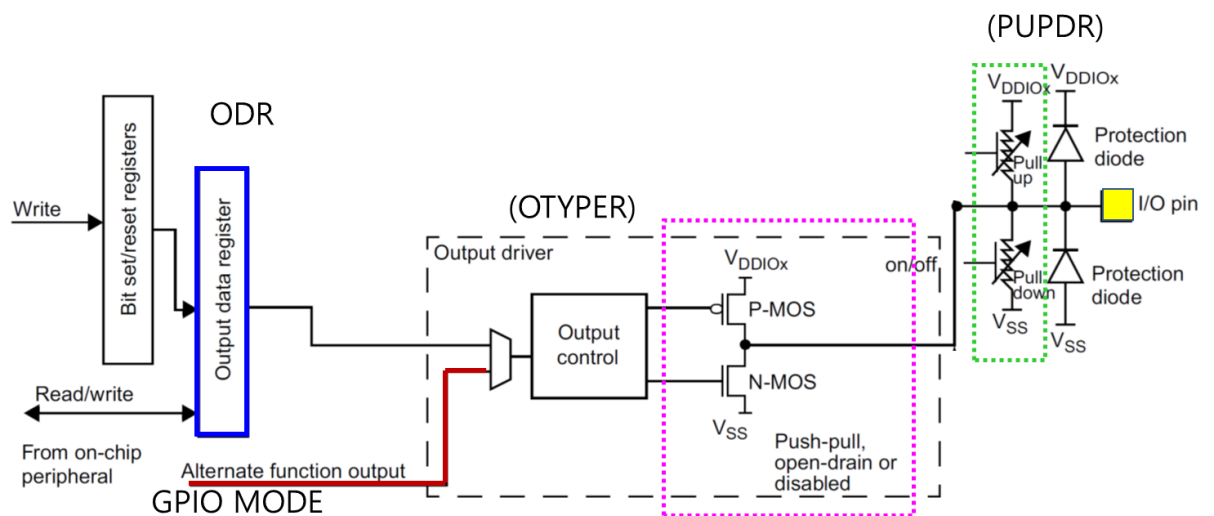 (PUPDR)
VDDIOx
VDDIOx
ODR
Bit set/reset registers
Output data register
Protection
diode
Pull
up
Write
I/O pin
(OTYPER)
Output driver
on/off
VDDIOx
P-MOS
Output
control
N-MOS
VSS
Pull
down
Protection
diode
VSS
VSS
Read/write
From on-chip
peripheral
Push-pull,
open-drain or
disabled
Alternate function output
GPIO MODE